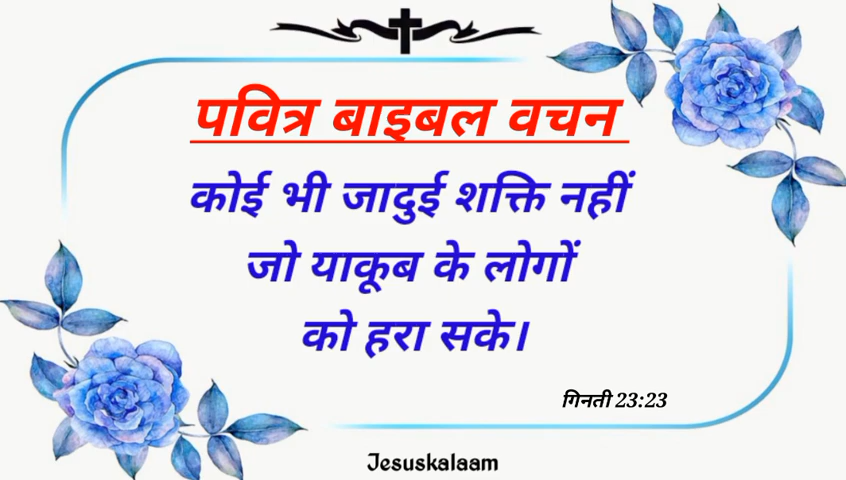 पवित्र बाइबल वचन
कोई भी जादुई शक्ति नहीं
जो याकूब के लोगों
को हरा सके।
गिनती 23:23
Jesuskalaam